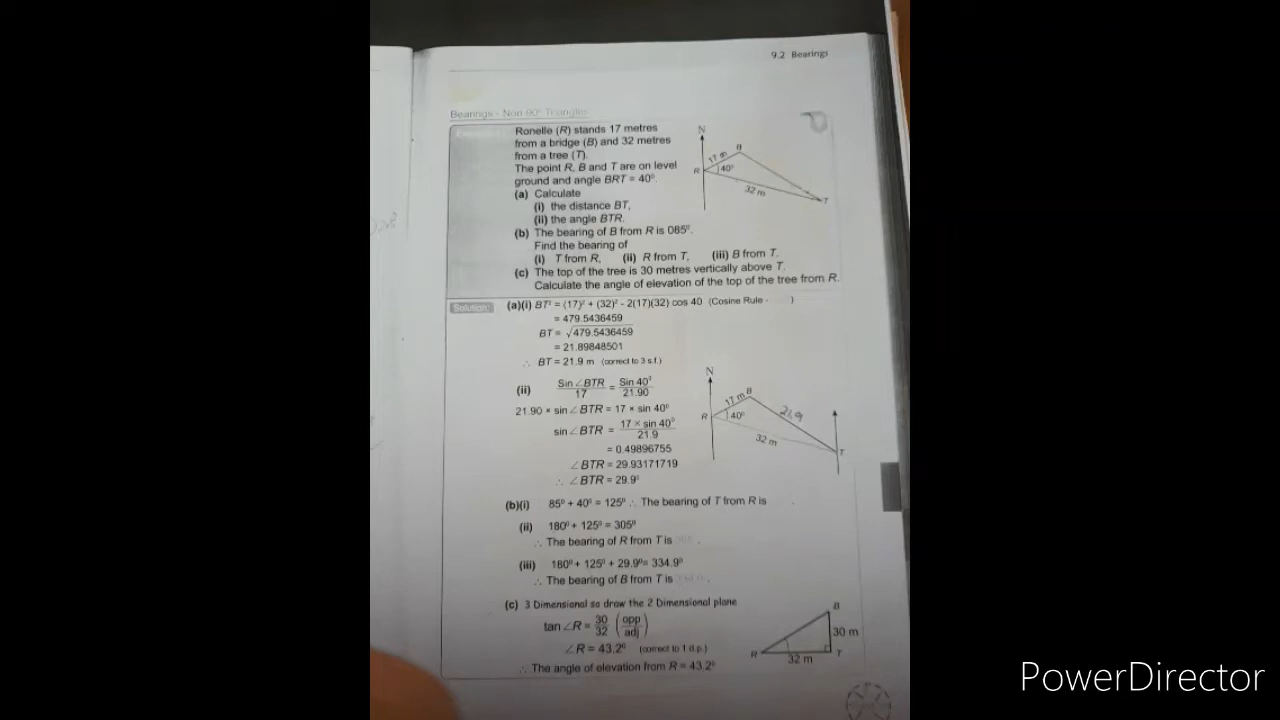 9.2 Bearings
Bearings - Non 90° Triangles
Ronelle (R) stands 17 metres
from a bridge (B) and 32 metres
from a tree (T).
The point R, B and T are on level
ground and angle BRT = 40°.
(a) Calculate
(i) the distance BT,
(ii) the angle BTR.
(b) The bearing of B from R is 085°.
Find the bearing of
(i) T from R, (ii) R from T, (iii) B from T.
(c) The top of the tree is 30 metres vertically above T.
Calculate the angle of elevation of the top of the tree from R.
N
17 m
B
R
40°
32 m
T
Solution
(a)(i) BT² = (17)² + (32)² - 2(17)(32) cos 40 (Cosine Rule - )
= 479.5436459
BT = √479.5436459
= 21.89848501
∴ BT = 21.9 m (correct to 3 s.f.)
(ii) Sin ∠BTR / 17 = Sin 40° / 21.90
21.90 × sin ∠BTR = 17 × sin 40°
sin ∠BTR = 17 × sin 40° / 21.9
= 0.49896755
∠BTR = 29.93171719
∴ ∠BTR = 29.9°
N
17 m
B
21.9
R
40°
32 m
T
(b)(i) 85° + 40° = 125° ∴ The bearing of T from R is
(ii) 180° + 125° = 305°
∴ The bearing of R from T is
(iii) 180° + 125° + 29.9° = 334.9°
∴ The bearing of B from T is
(c) 3 Dimensional so draw the 2 Dimensional plane
tan ∠R = 30/32 (opp/adj)
∠R = 43.2° (correct to 1 d.p.)
∴ The angle of elevation from R = 43.2°
B
30 m
R
32 m
T
PowerDirector